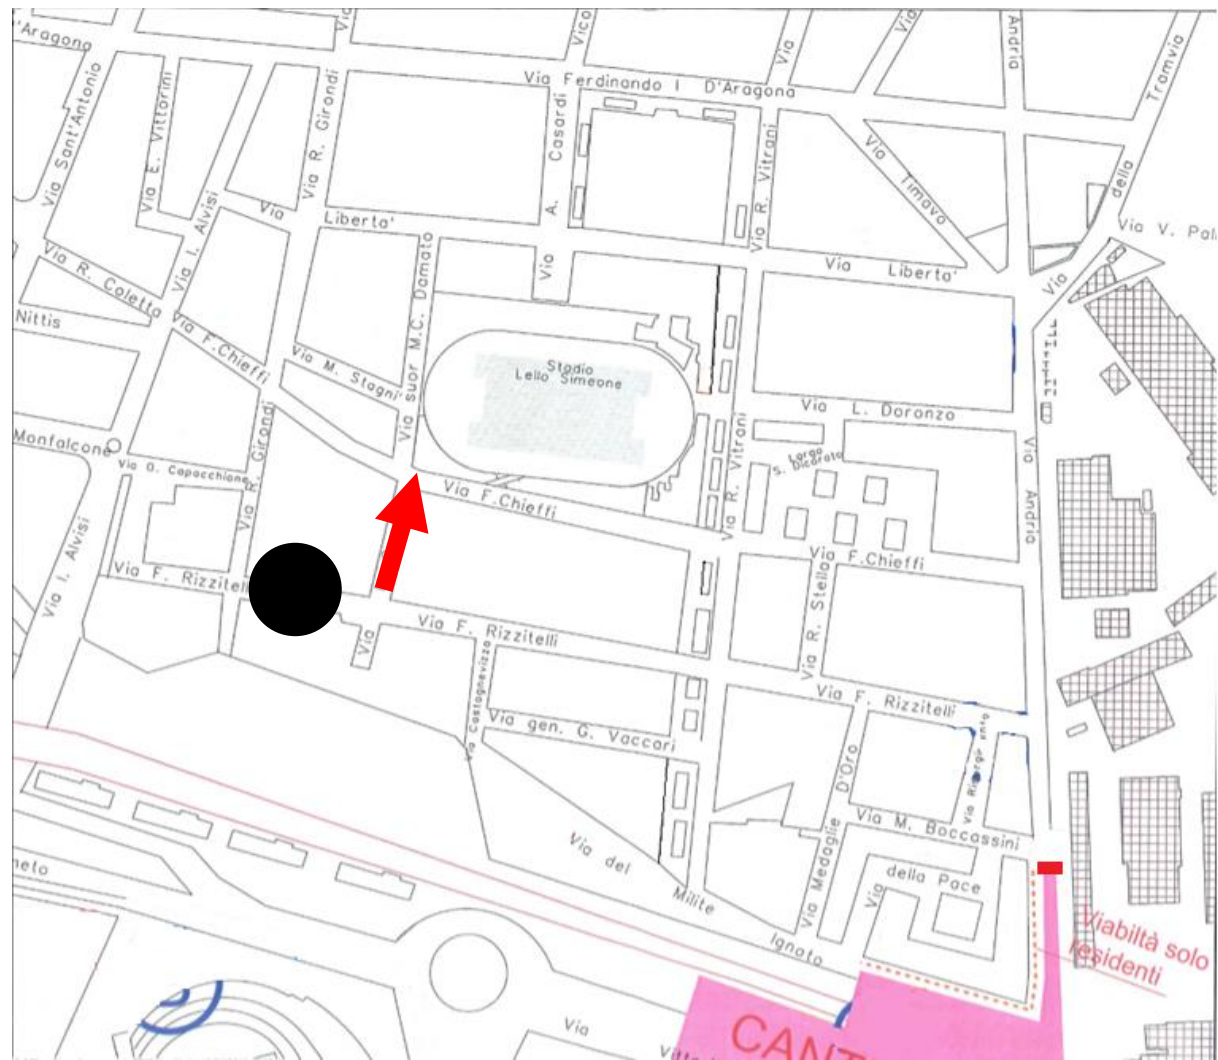 D'Aragona
Via Sant'Antonio
Via E. Vittorini
Via R. Girondi
Via I. Alvisi
Via
Liberta'
Via Ferdinando I D'Aragona
Via A. Casardi
Via R. Vitrani
Via
Via
Via Timavo
Andria
Via della Tramvia
Via V. Pal
Via Liberta'
Via R. Coletta
Nittis
Via F.Chieffi
Via M. Stagni'
Via suor M.C. Damato
Stadio
Lello Simeone
Via L. Doronzo
Largo
S. Dicorato
Via R. Vitrani
Via Andria
Monfalcone
Via G. Capacchione
Via R. Girondi
Via I. Alvisi
Via F.Chieffi
Via F.Chieffi
Via F. Rizzitelli
Via
Via F. Rizzitelli
Via R. Stella
Via F. Rizzitelli
Via Castagnevizza
Via gen. G. Vaccari
Via Medaglie D'Oro
Via M. Boccassini
Via della Pace
Via del Milite Ignoto
neto
Viabiltà solo
residenti
Via
CANT